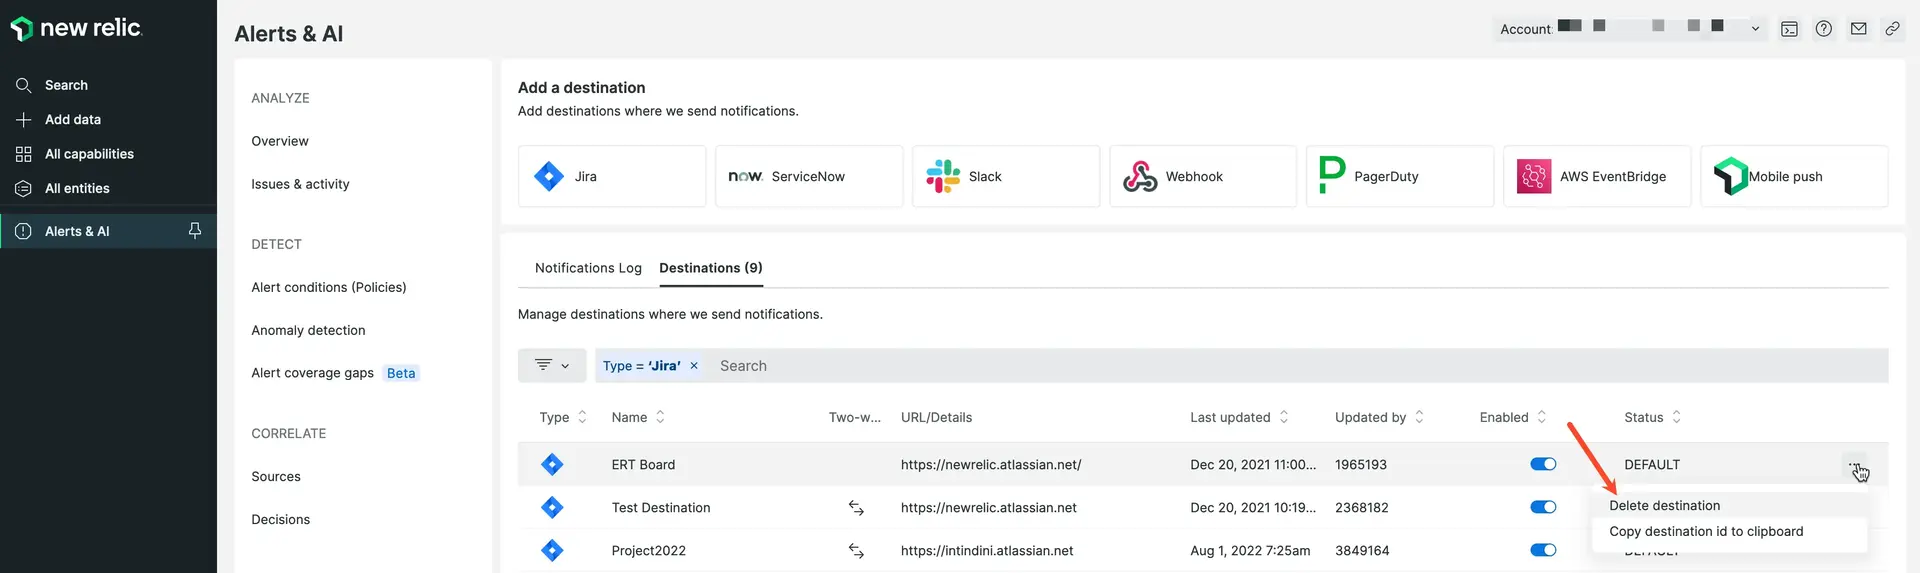 new relic.
Search
Add data
All capabilities
All entities
Alerts & AI
Alerts & AI
Account:
ANALYZE
Overview
Issues & activity
DETECT
Alert conditions (Policies)
Anomaly detection
Alert coverage gaps Beta
CORRELATE
Sources
Decisions
Add a destination
Add destinations where we send notifications.
Jira
now. ServiceNow
Slack
Webhook
PagerDuty
AWS EventBridge
Mobile push
Notifications Log Destinations (9)
Manage destinations where we send notifications.
Type = ‘Jira’ × Search
Type Name Two-w... URL/Details Last updated Updated by Enabled Status
ERT Board https://newrelic.atlassian.net/ Dec 20, 2021 11:00... 1965193 DEFAULT
Test Destination https://newrelic.atlassian.net Dec 20, 2021 10:19... 2368182
Project2022 https://intindini.atlassian.net Aug 1, 2022 7:25am 3849164 DEFAULT
Delete destination
Copy destination id to clipboard